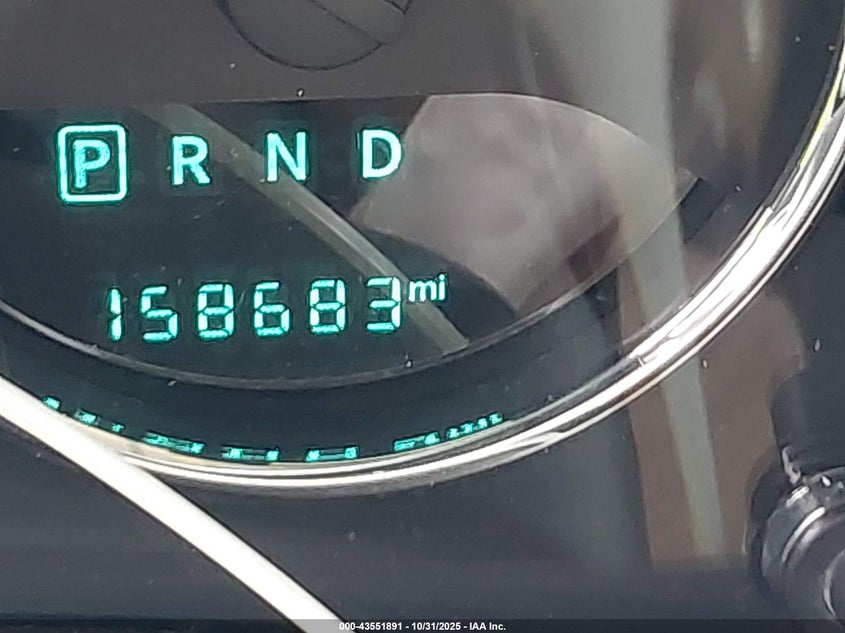 P R N D
158683 mi
000-43551891 - 10/31/2025 - IAA Inc.